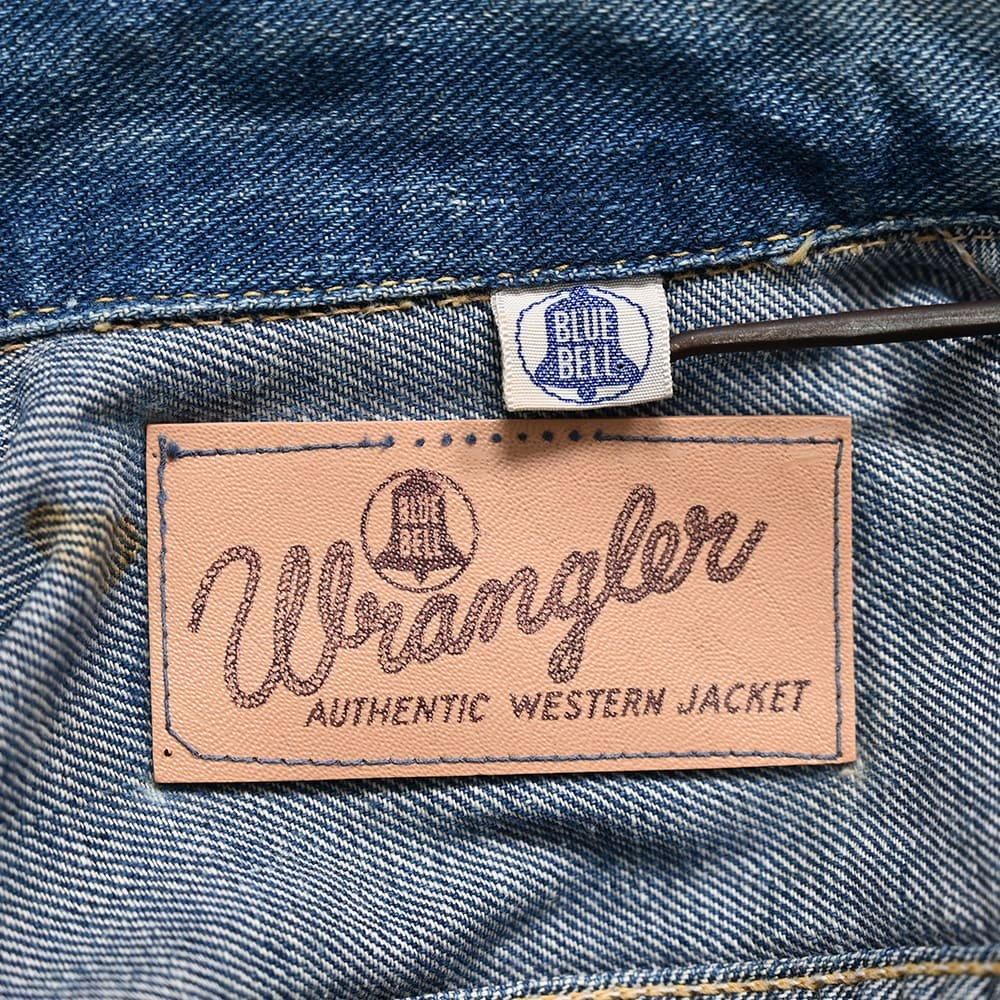 BLUE
BELL
BLUE
BELL
Wrangler
AUTHENTIC WESTERN JACKET